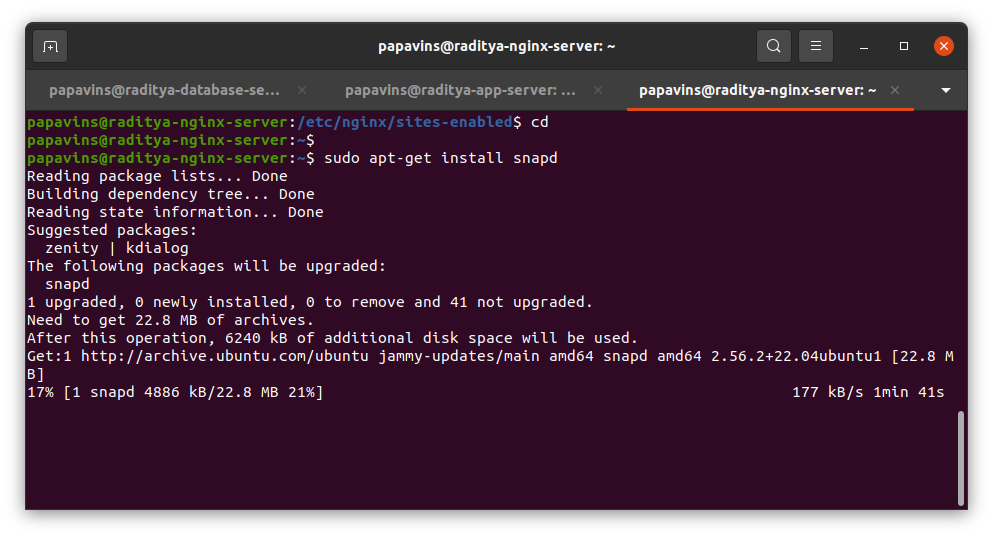 papavins@raditya-nginx-server: ~
papavins@raditya-database-se...
papavins@raditya-app-server: ...
papavins@raditya-nginx-server: ~
papavins@raditya-nginx-server:/etc/nginx/sites-enabled$ cd
papavins@raditya-nginx-server:~$
papavins@raditya-nginx-server:~$ sudo apt-get install snapd
Reading package lists... Done
Building dependency tree... Done
Reading state information... Done
Suggested packages:
  zenity | kdialog
The following packages will be upgraded:
  snapd
1 upgraded, 0 newly installed, 0 to remove and 41 not upgraded.
Need to get 22.8 MB of archives.
After this operation, 6240 kB of additional disk space will be used.
Get:1 http://archive.ubuntu.com/ubuntu jammy-updates/main amd64 snapd amd64 2.56.2+22.04ubuntu1 [22.8 M
B]
17% [1 snapd 4886 kB/22.8 MB 21%] 177 kB/s 1min 41s